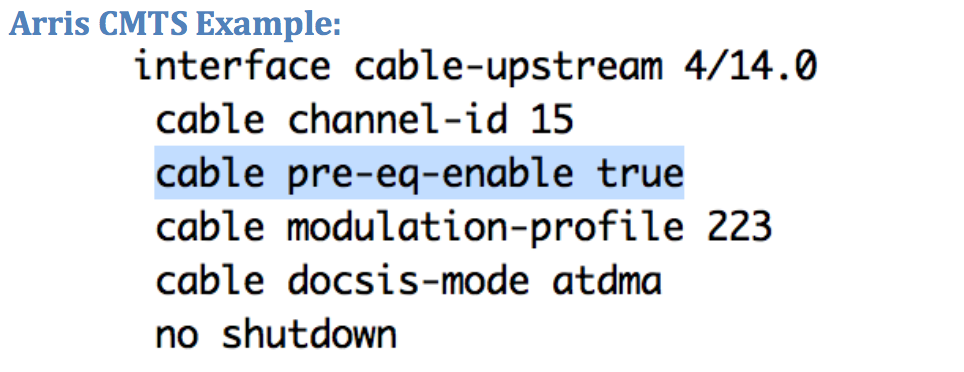 Arris CMTS Example:
interface cable-upstream 4/14.0
cable channel-id 15
cable pre-eq-enable true
cable modulation-profile 223
cable docsis-mode atdma
no shutdown